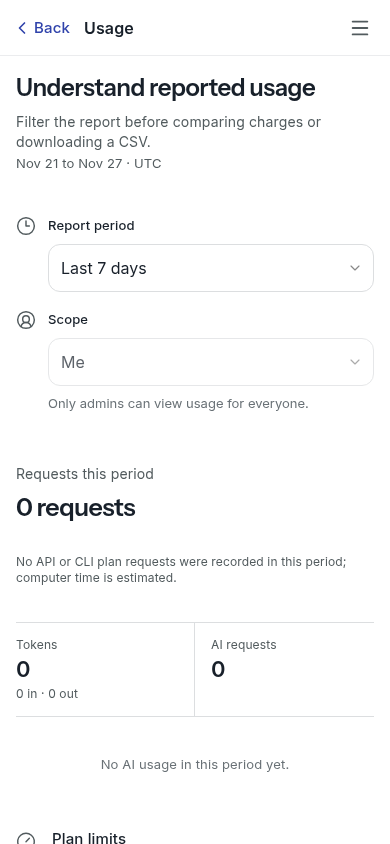 Back Usage
Understand reported usage
Filter the report before comparing charges or
downloading a CSV.
Nov 21 to Nov 27 · UTC
Report period
Last 7 days
Scope
Me
Only admins can view usage for everyone.
Requests this period
0 requests
No API or CLI plan requests were recorded in this period;
computer time is estimated.
Tokens
0
0 in · 0 out
AI requests
0
No AI usage in this period yet.
Plan limits